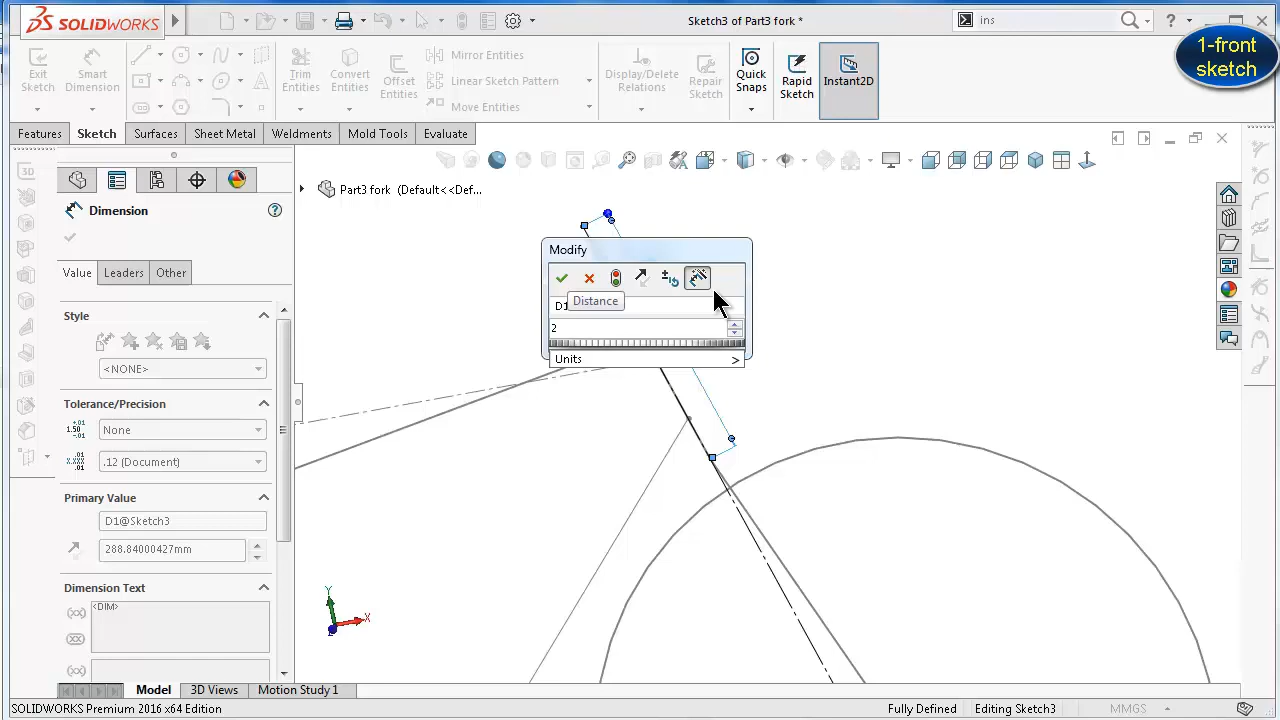 SOLIDWORKS
Sketch3 of Part3 fork *
ins
?
1-front
sketch
Exit
Sketch
Smart
Dimension
Trim
Entities
Convert
Entities
Offset
Entities
Mirror Entities
Linear Sketch Pattern
Move Entities
Display/Delete
Relations
Repair
Sketch
Quick
Snaps
Rapid
Sketch
Instant2D
Features
Sketch
Surfaces
Sheet Metal
Weldments
Mold Tools
Evaluate
Part3 fork (Default<<Def...
Dimension
?
Value
Leaders
Other
Style
<NONE>
Tolerance/Precision
None
.12 (Document)
Primary Value
D1@Sketch3
288.84000427mm
Dimension Text
<DIM>
Modify
D1
Distance
2
Units
>
Y
X
Z
Model
3D Views
Motion Study 1
SOLIDWORKS Premium 2016 x64 Edition
Fully Defined
Editing Sketch3
MMGS